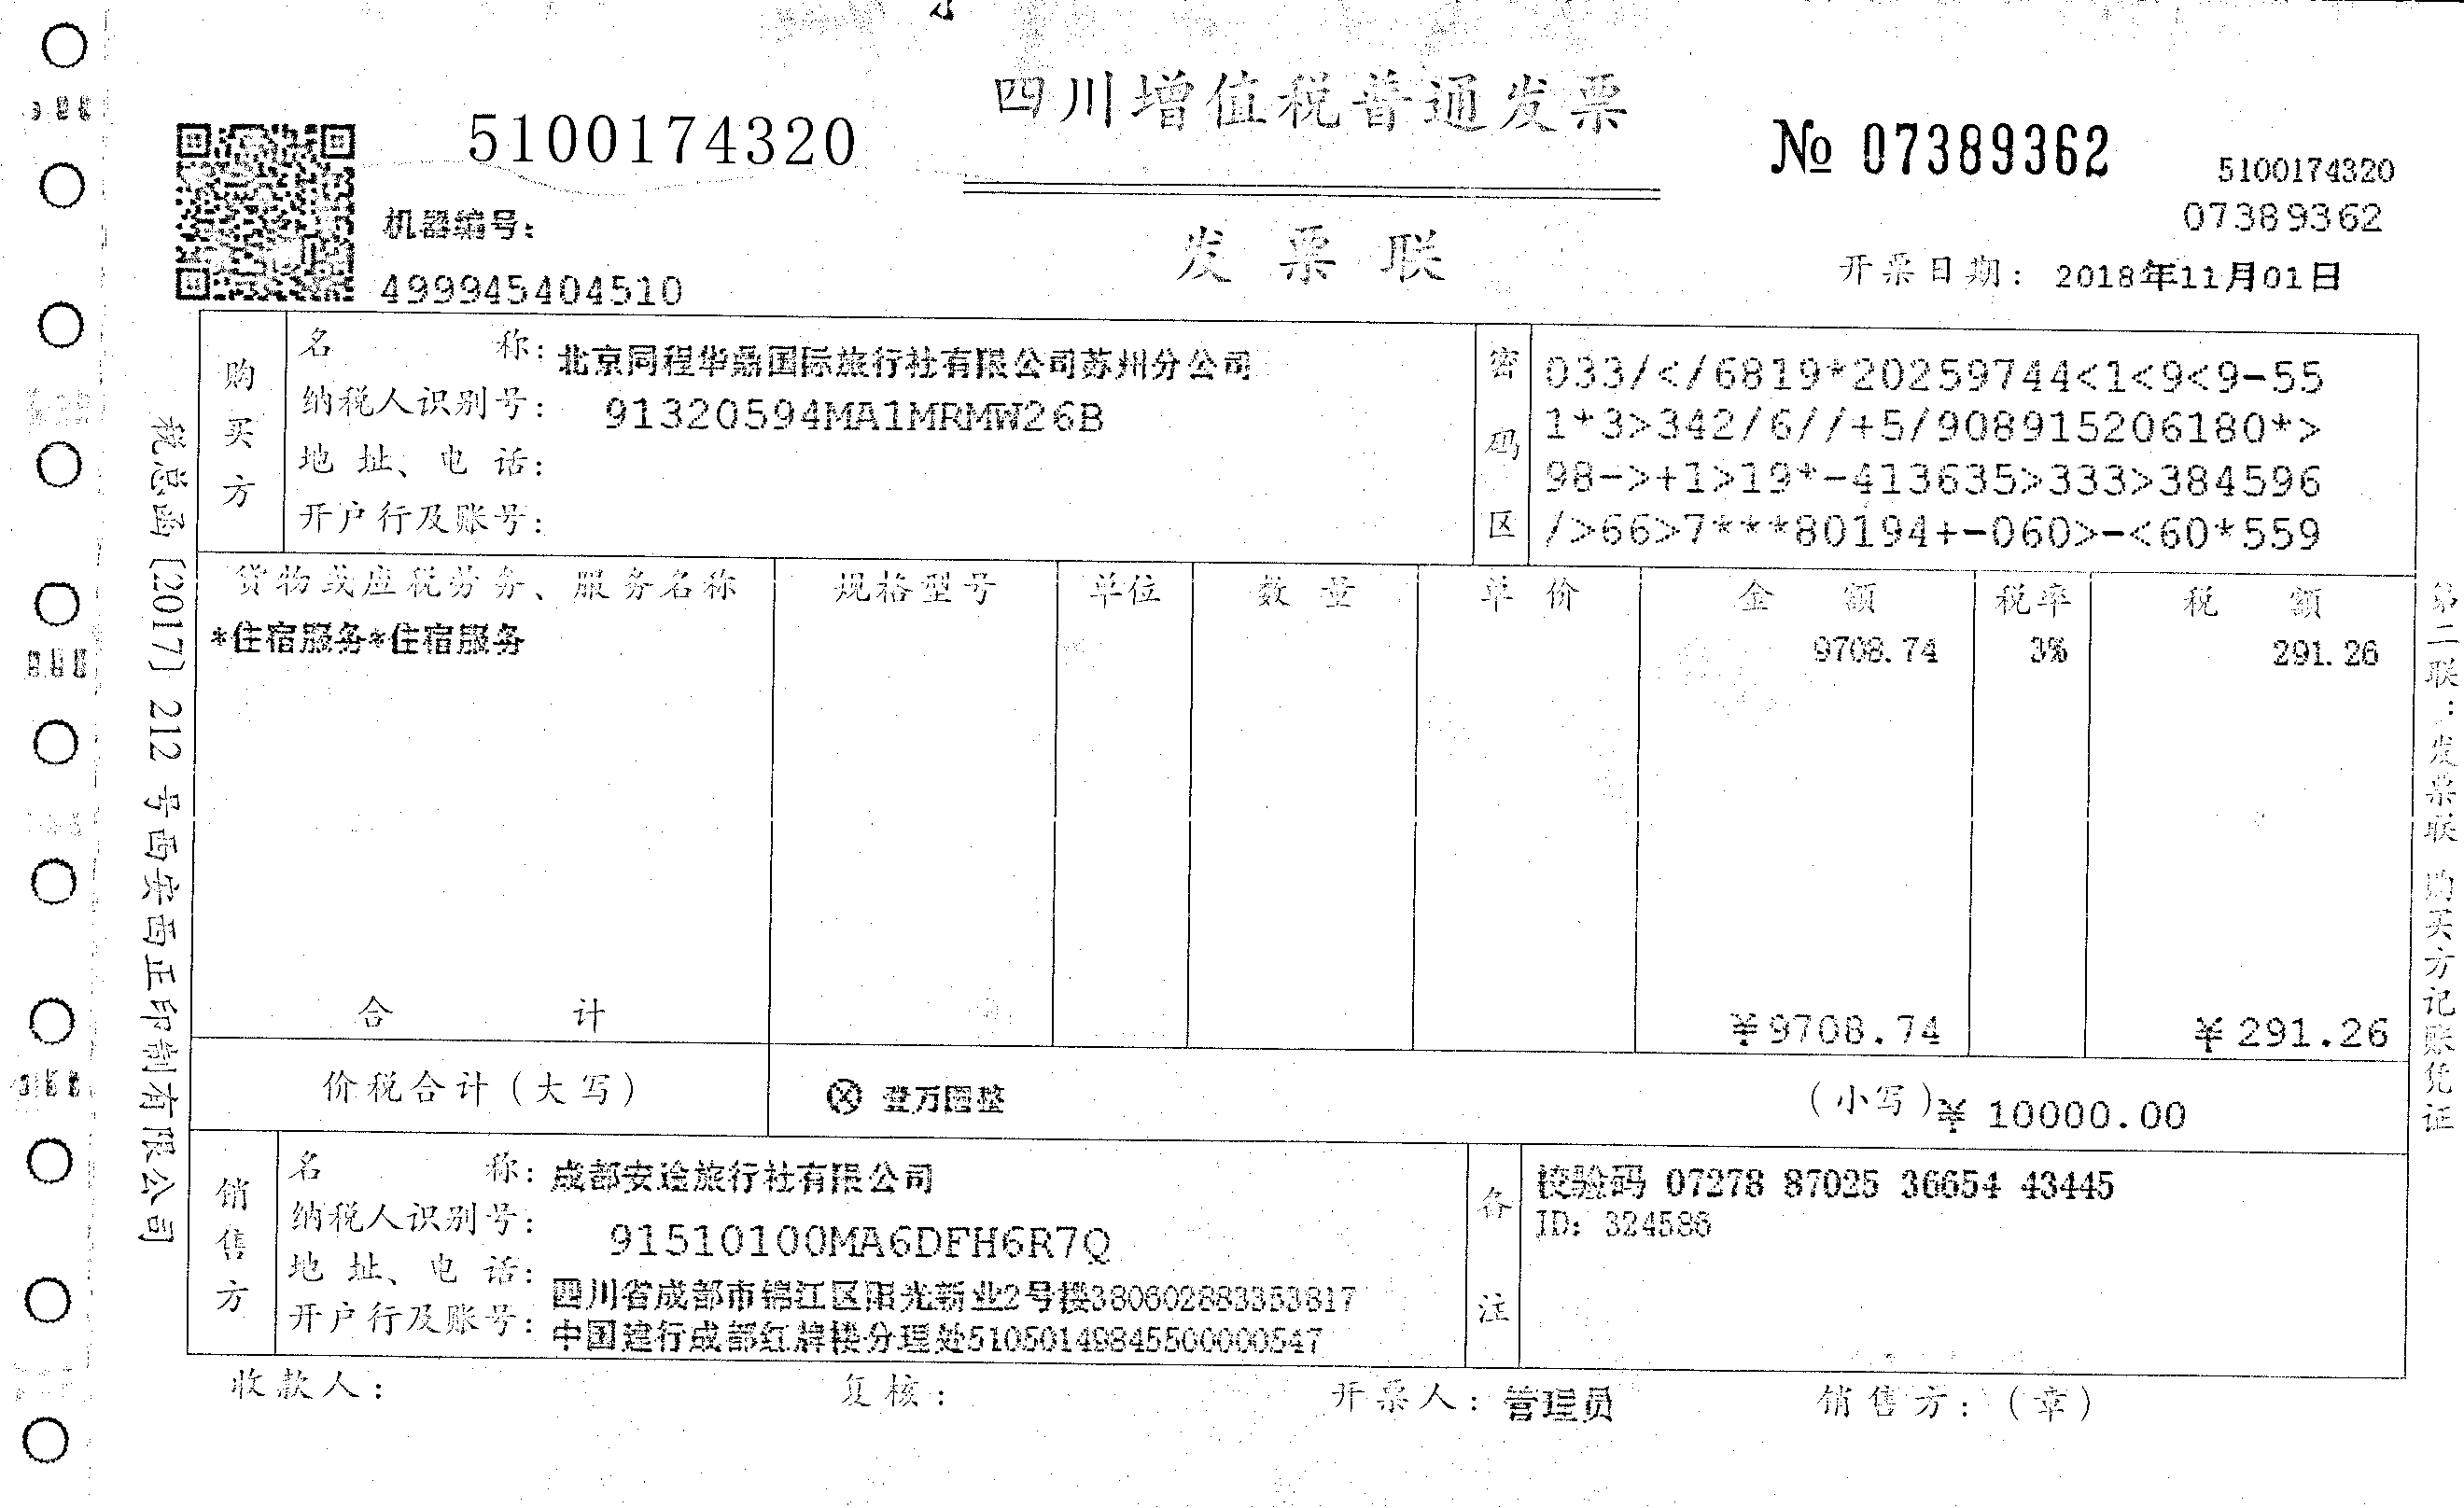 四川增值税普通发票
5100174320
№ 07389362
5100174320
07389362
机器编号:
499945404510
发票联
开票日期: 2018年11月01日
购买方
名称: 北京同程华鼎国际旅行社有限公司苏州分公司
纳税人识别号: 91320594MA1MRMW26B
地址、电话:
开户行及账号:
密码区
033/</6819*20259744<1<9<9-55
1*3>342/6//+5/908915206180*>
98->+1>19*-413635>333>384596
/>66>7***80194+-060>-<60*559
货物或应税劳务、服务名称 规格型号 单位 数量 单价 金额 税率 税额
*住宿服务*住宿服务 9708.74 3% 291.26
合计 ¥9708.74 ¥291.26
价税合计(大写) ⊗ 壹万圆整 (小写)¥ 10000.00
销售方
名称: 成都安途旅行社有限公司
纳税人识别号: 91510100MA6DFH6R7Q
地址、电话: 四川省成都市锦江区阳光新业2号楼380602883353817
开户行及账号: 中国建行成都红牌楼分理处51050149845500000547
备注
校验码 07278 87025 36654 43445
ID: 324586
收款人: 复核: 开票人: 管理员 销售方:(章)
税总函[2017]212号西安西正印制有限公司
第二联:发票联 购买方记账凭证